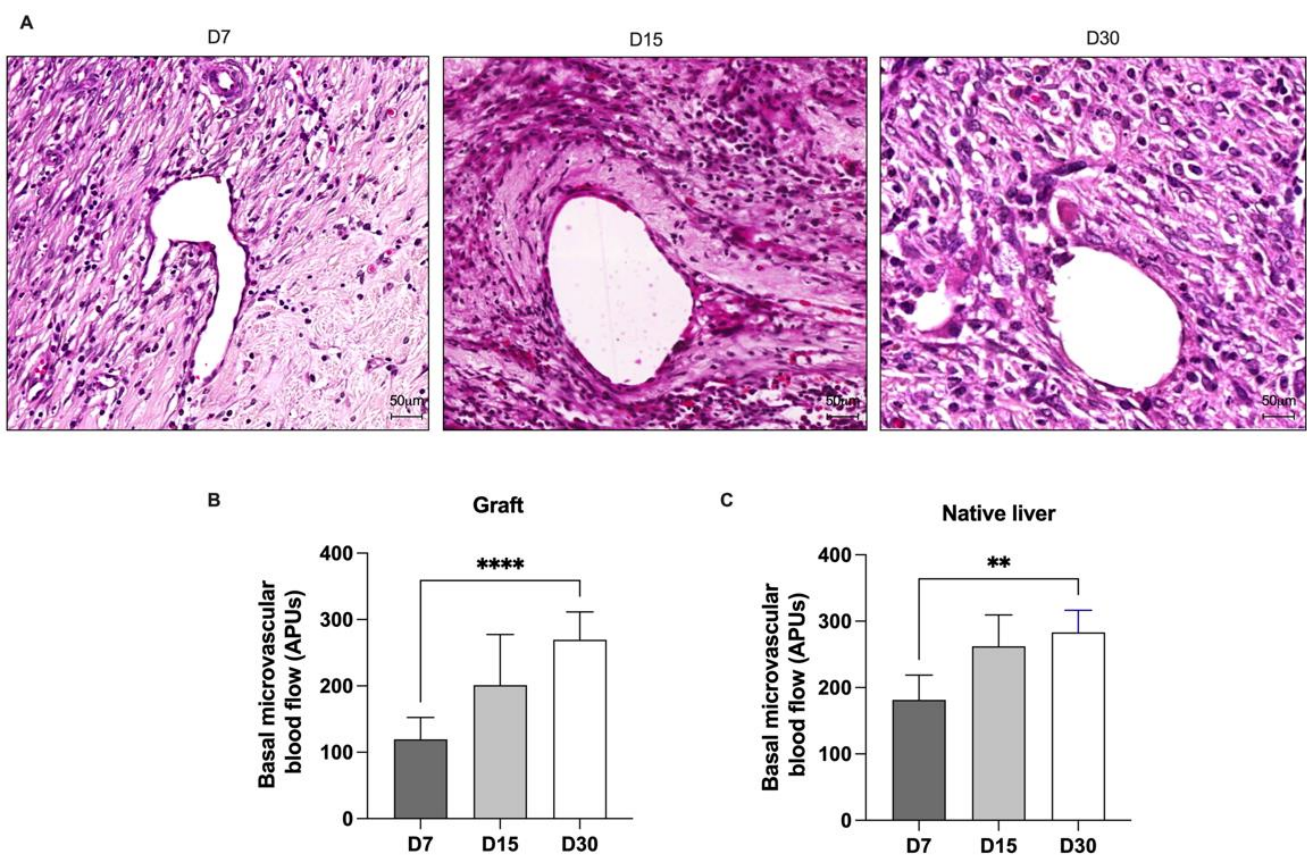 A
D7
D15
D30
50μm
50μm
50μm
B
Graft
Basal microvascular
blood flow (APUs)
400
300
200
100
0
****
D7
D15
D30
C
Native liver
Basal microvascular
blood flow (APUs)
400
300
200
100
0
**
D7
D15
D30